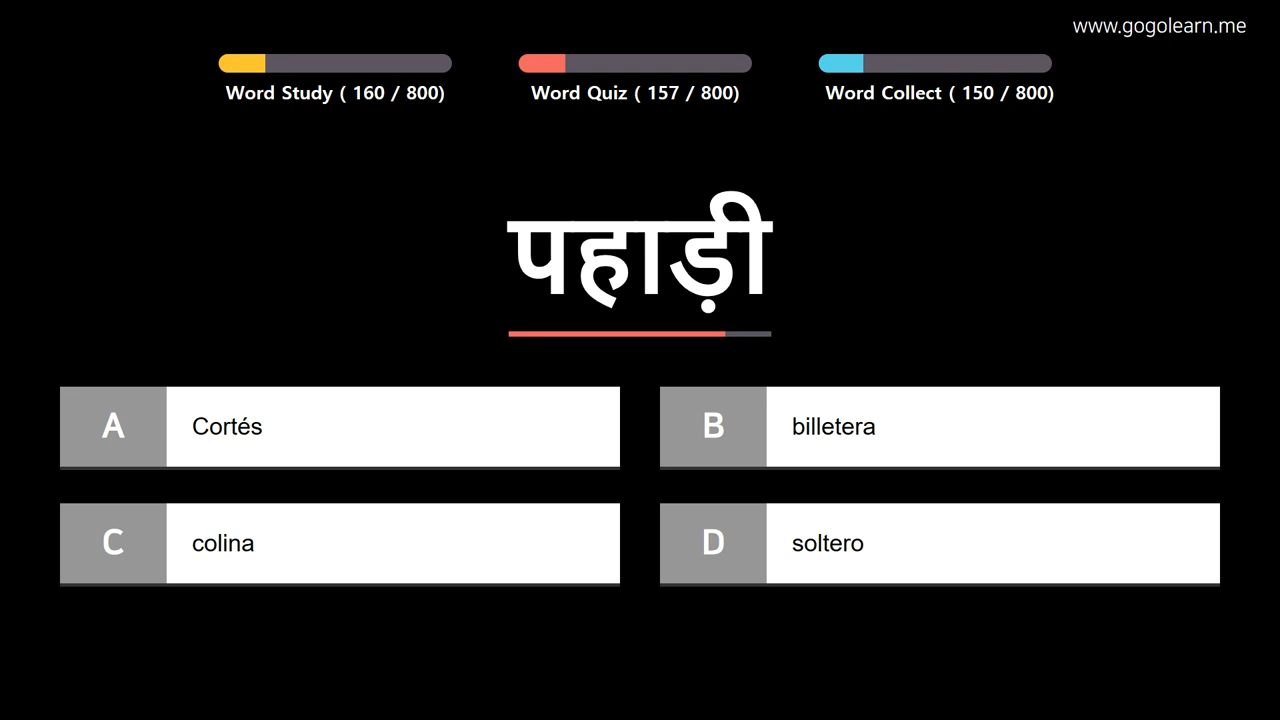 www.gogolearn.me
Word Study ( 160 / 800)
Word Quiz ( 157 / 800)
Word Collect ( 150 / 800)
पहाड़ी
A Cortés
B billetera
C colina
D soltero